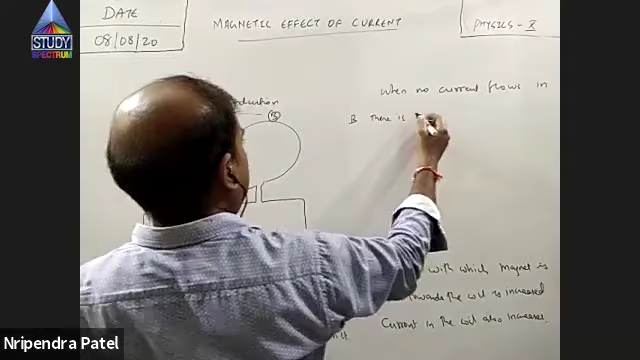 DATE
08/08/20
MAGNETIC EFFECT OF CURRENT
PHYSICS - X
STUDY
SPECTRUM
B
when no current flows in
B There is
with which Magnet is
towards the coil is increased
Current in the coil also increases.
Nripendra Patel